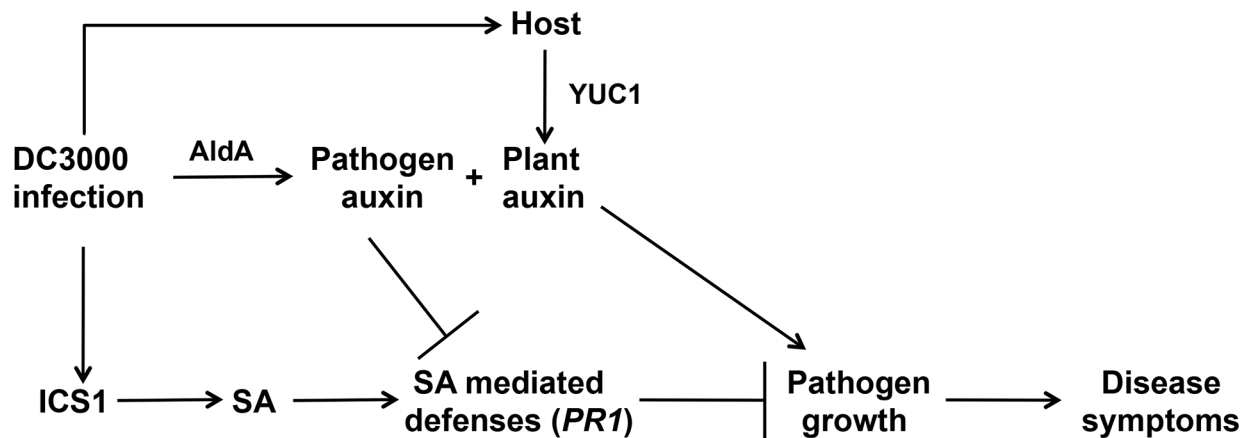 Host
YUC1
DC3000
infection
AldA
Pathogen
auxin
+
Plant
auxin
ICS1
SA
SA mediated
defenses (PR1)
Pathogen
growth
Disease
symptoms